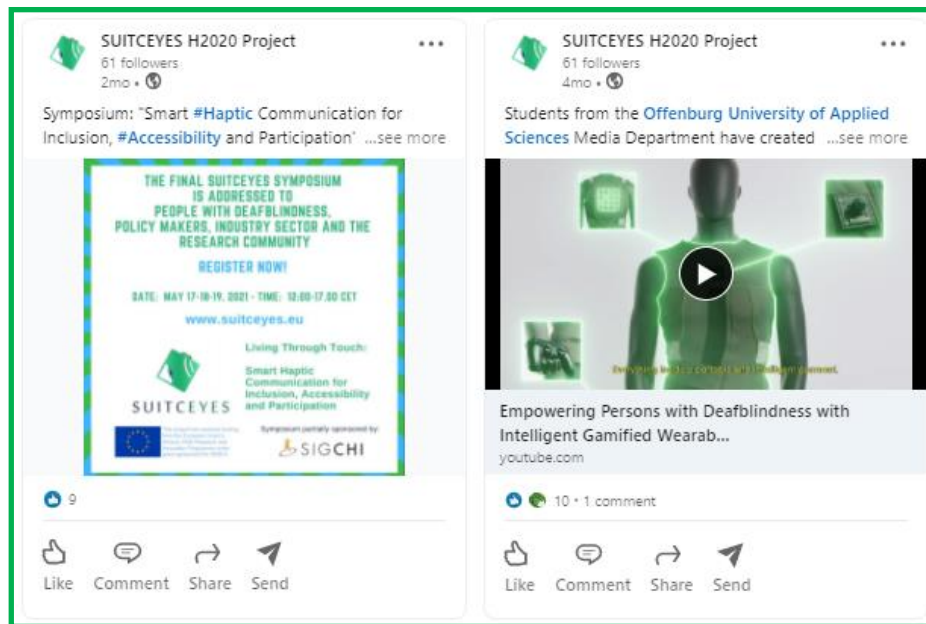 SUITCEYES H2020 Project
61 followers
2mo •
Symposium: "Smart #Haptic Communication for
Inclusion, #Accessibility and Participation" ...see more
THE FINAL SUITCEYES SYMPOSIUM
IS ADDRESSED TO
PEOPLE WITH DEAFBLINDNESS,
POLICY MAKERS, INDUSTRY SECTOR AND THE
RESEARCH COMMUNITY
REGISTER NOW!
DATE: MAY 17-18-19, 2021 - TIME: 12:00-17.00 CET
www.suitceyes.eu
Living Through Touch:
Smart Haptic
Communication for
Inclusion, Accessibility
and Participation
SUITCEYES
Symposium partially sponsored by:
SIGCHI
9
Like Comment Share Send
SUITCEYES H2020 Project
61 followers
4mo •
Students from the Offenburg University of Applied
Sciences Media Department have created ...see more
Empowering Persons with Deafblindness with
Intelligent Gamified Wearab...
youtube.com
10 • 1 comment
Like Comment Share Send